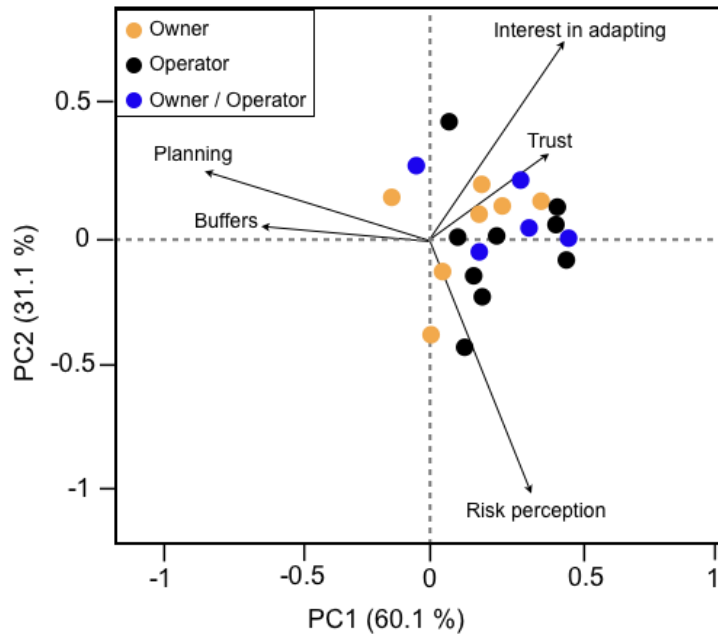 Owner
Operator
Owner / Operator
Interest in adapting
Trust
Planning
Buffers
Risk perception
0.5
0
-0.5
-1
PC2 (31.1 %)
-1
-0.5
0
0.5
1
PC1 (60.1 %)